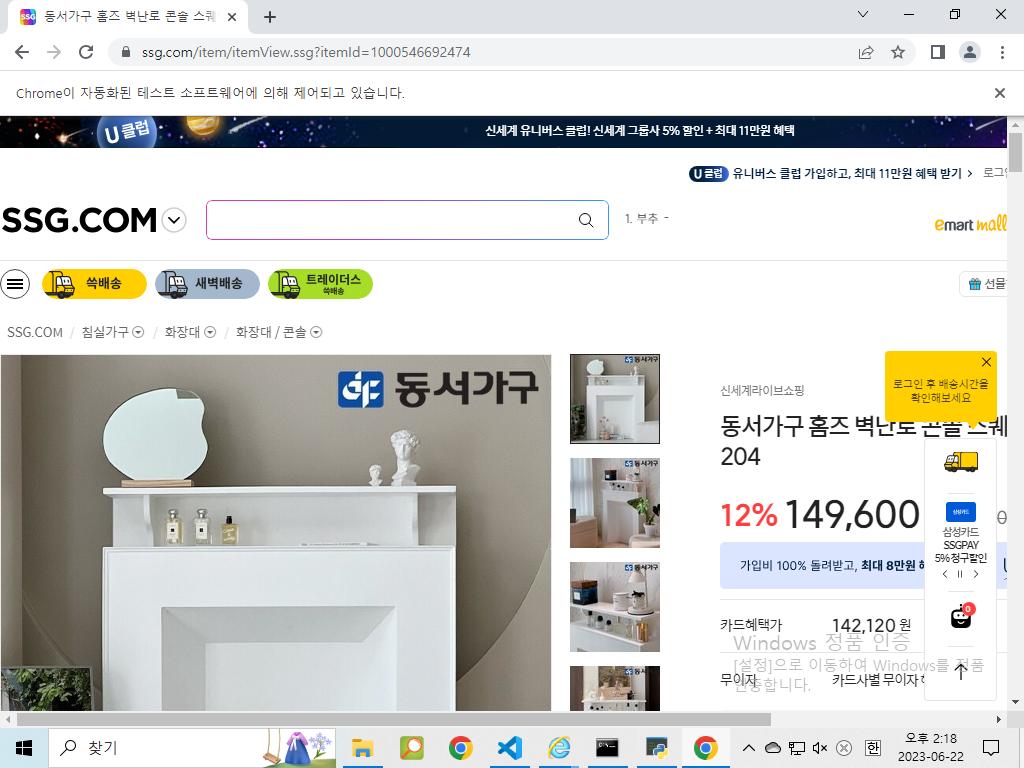 동서가구 홈즈 벽난로 콘솔 스퀘
ssg.com/item/itemView.ssg?itemId=1000546692474
Chrome이 자동화된 테스트 소프트웨어에 의해 제어되고 있습니다.
U 클럽
신세계 유니버스 클럽! 신세계 그룹사 5% 할인 + 최대 11만원 혜택
U 클럽 유니버스 클럽 가입하고, 최대 11만원 혜택 받기 > 로그인
SSG.COM
1. 부추 -
emart mall
쓱배송
새벽배송
트레이더스
쓱배송
선물
SSG.COM / 침실가구 / 화장대 / 화장대 / 콘솔
동서가구
신세계라이브쇼핑
로그인 후 배송시간을
확인해보세요
동서가구 홈즈 벽난로 콘솔 스퀘
204
12% 149,600
삼성카드
삼성카드
SSGPAY
5% 청구할인
가입비 100% 돌려받고, 최대 8만원 혜
0
카드혜택가 142,120 원
Windows 정품 인증
[설정]으로 이동하여 Windows를 정품
인증합니다.
무이자 카드사별 무이자
찾기
오후 2:18
한
2023-06-22